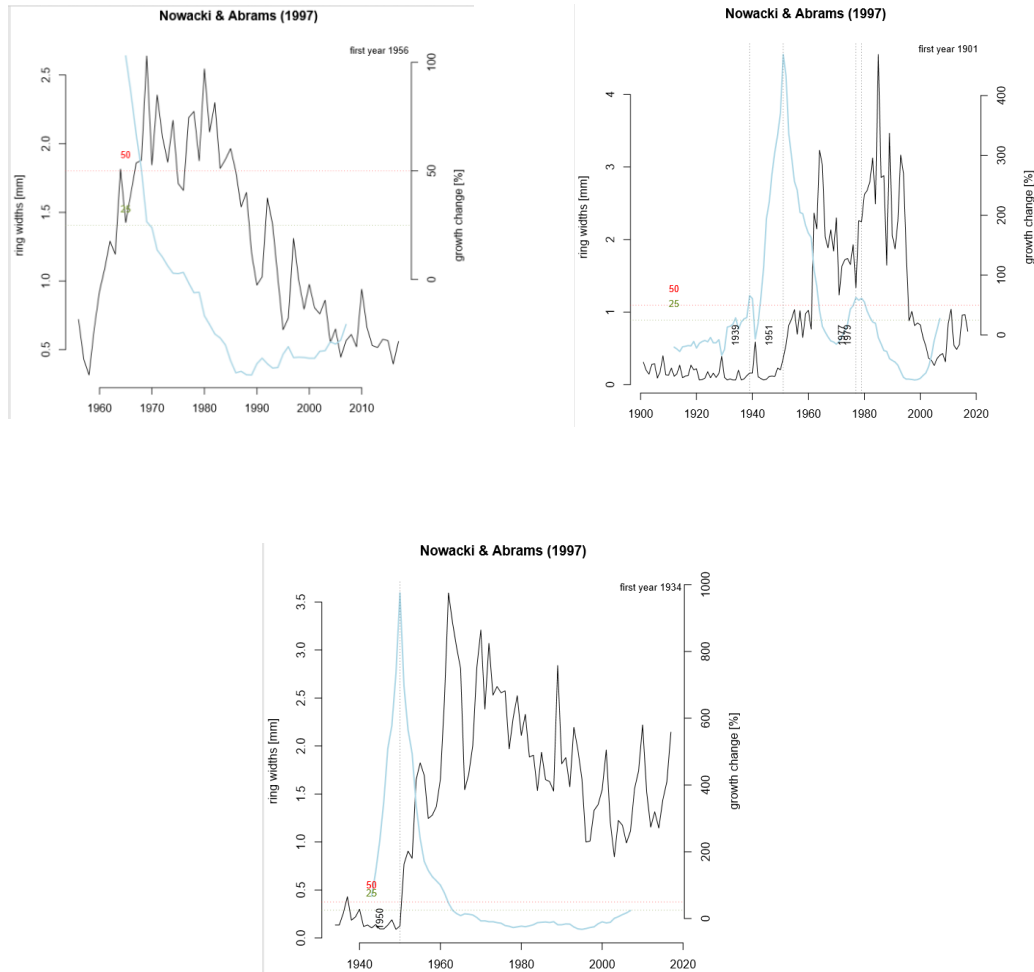 Nowacki & Abrams (1997)
first year 1956
2.5
2.0
1.5
1.0
0.5
ring widths [mm]
50
25
100
50
0
growth change [%]
1960 1970 1980 1990 2000 2010
Nowacki & Abrams (1997)
first year 1901
4
3
2
1
0
ring widths [mm]
50
25
1939
1951
1977
1979
400
300
200
100
0
growth change [%]
1900 1920 1940 1960 1980 2000 2020
Nowacki & Abrams (1997)
first year 1934
3.5
3.0
2.5
2.0
1.5
1.0
0.5
0.0
ring widths [mm]
50
25
1950
1000
800
600
400
200
0
growth change [%]
1940 1960 1980 2000 2020